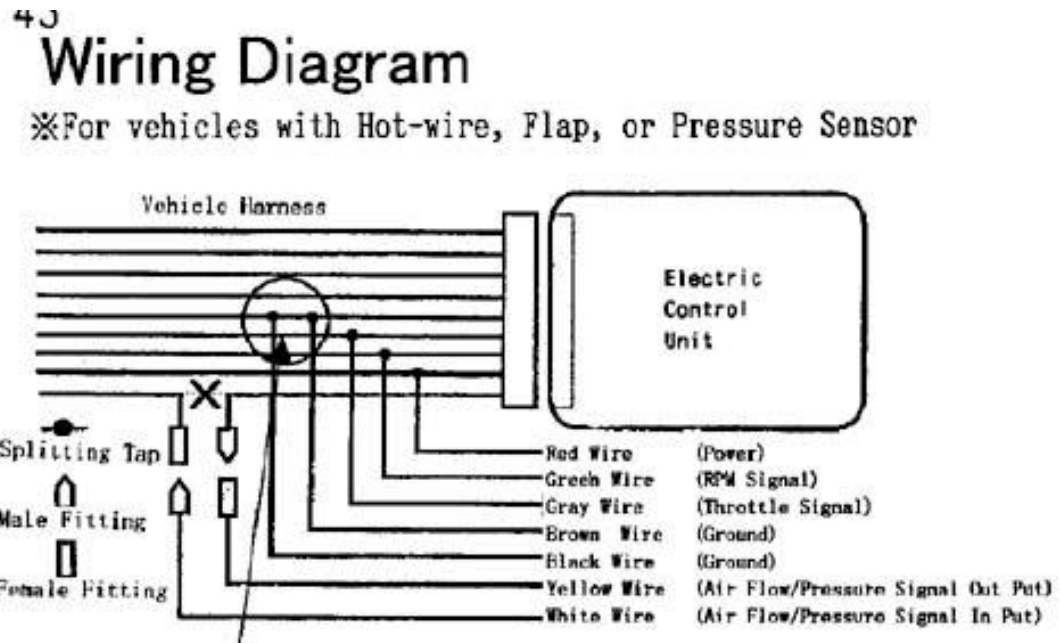 45
Wiring Diagram
※For vehicles with Hot-wire, Flap, or Pressure Sensor
Vehicle Harness
Electric
Control
Unit
Splitting Tap
Male Fitting
Female Fitting
Red Wire (Power)
Green Wire (RPM Signal)
Gray Wire (Throttle Signal)
Brown Wire (Ground)
Black Wire (Ground)
Yellow Wire (Air Flow/Pressure Signal Out Put)
White Wire (Air Flow/Pressure Signal In Put)